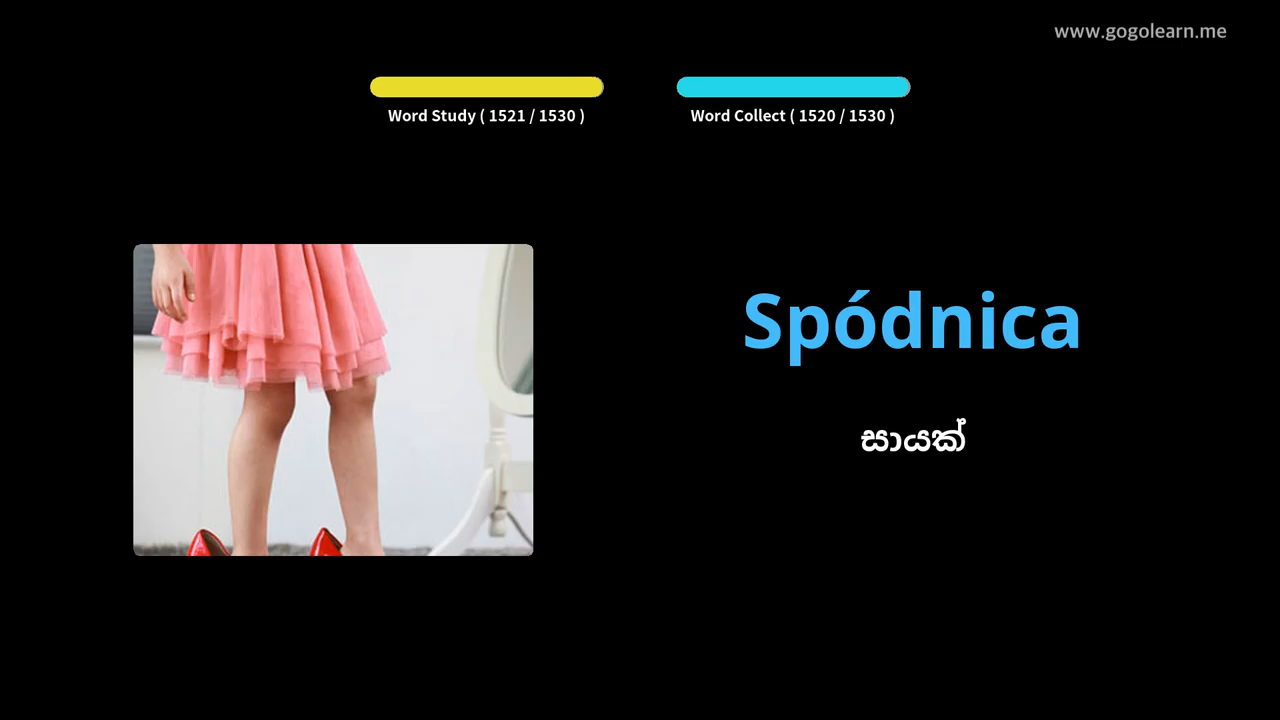 www.gogolearn.me
Word Study ( 1521 / 1530 )
Word Collect ( 1520 / 1530 )
Spódnica
සායක්